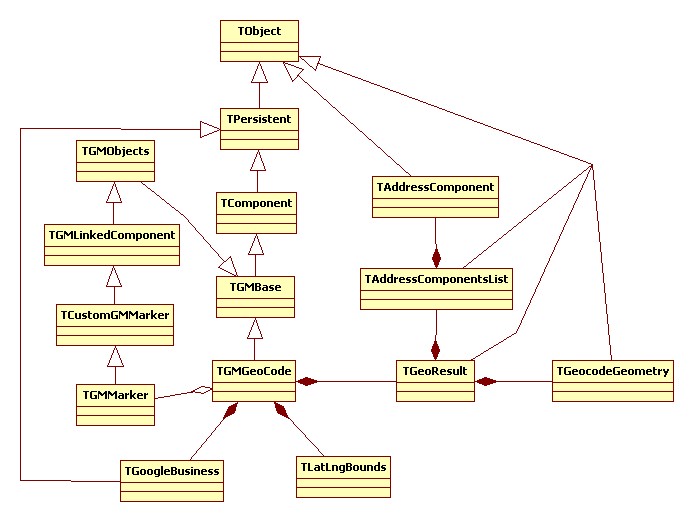 TObject
TPersistent
TGMObjects
TAddressComponent
TComponent
TGMLinkedComponent
TAddressComponentsList
TGMBase
TCustomGMMarker
TGMGeoCode
TGeoResult
TGeocodeGeometry
TGMMarker
TGoogleBusiness
TLatLngBounds